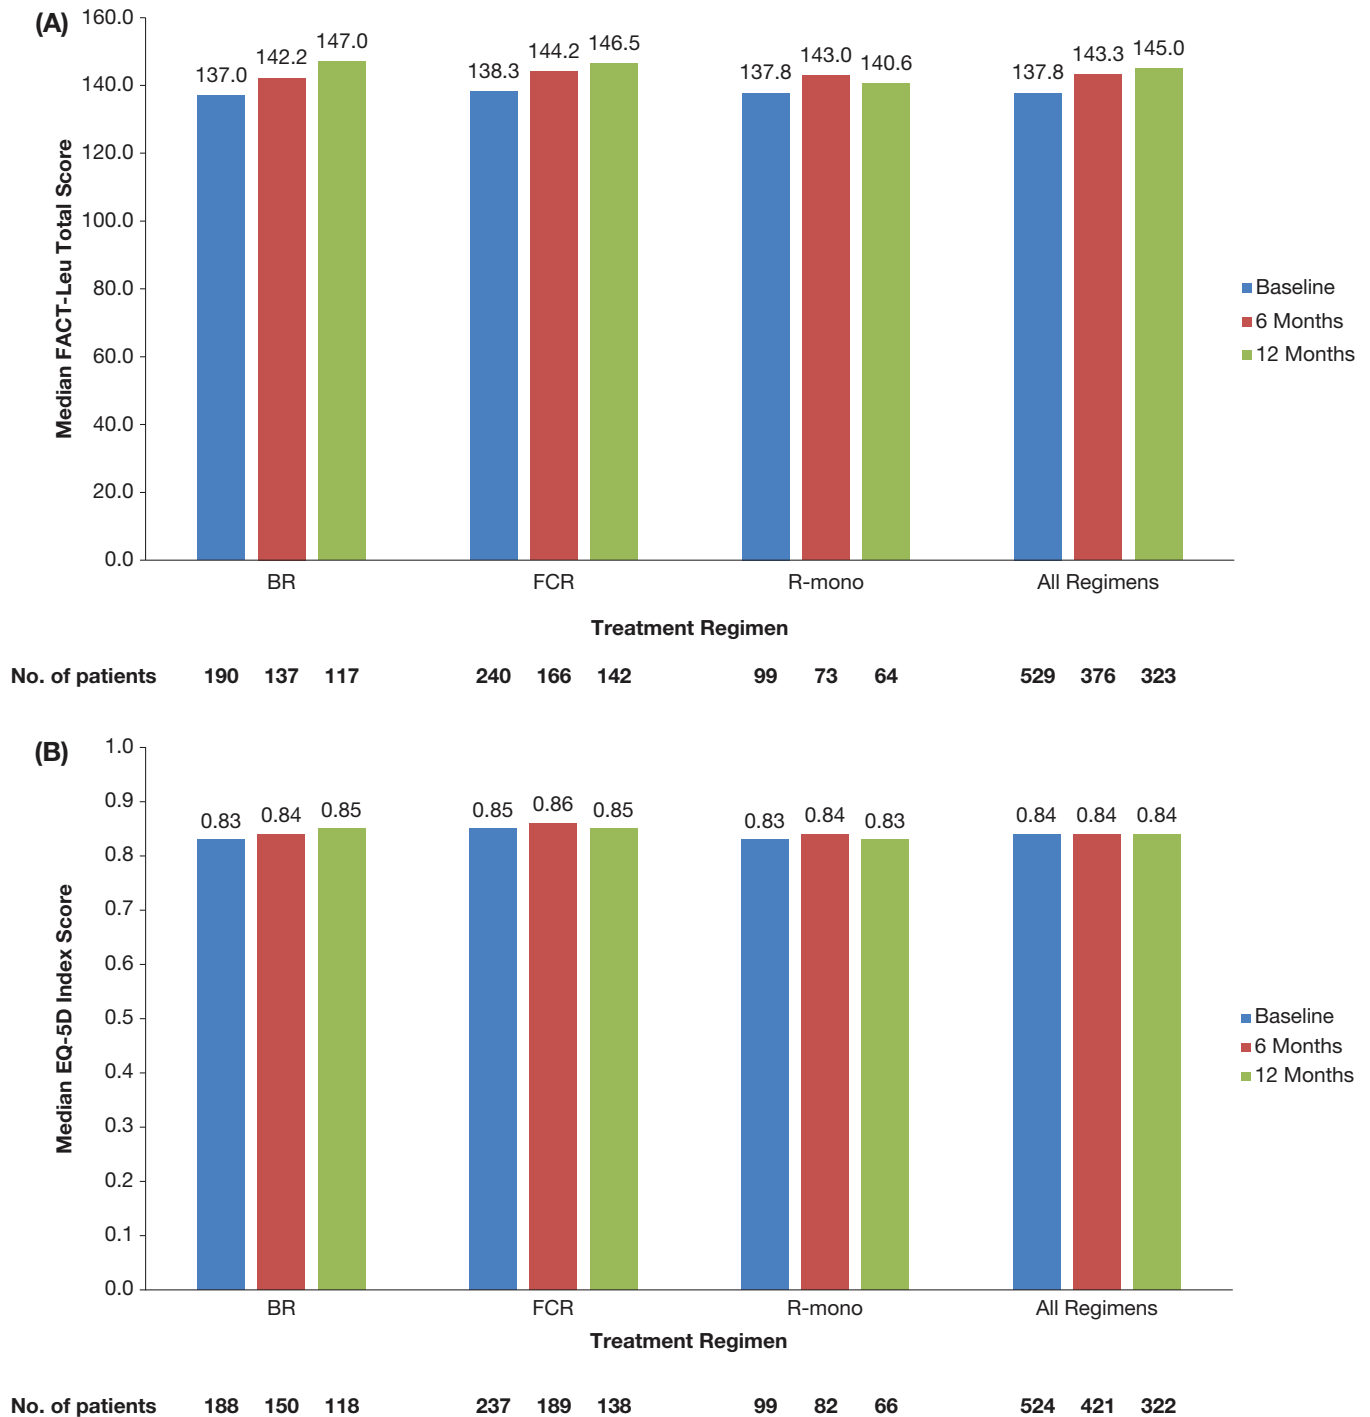 (A)
Median FACT-Leu Total Score
160.0
140.0
120.0
100.0
80.0
60.0
40.0
20.0
0.0
137.0 142.2 147.0
138.3 144.2 146.5
137.8 143.0 140.6
137.8 143.3 145.0
Baseline
6 Months
12 Months
BR FCR R-mono All Regimens
Treatment Regimen
No. of patients 190 137 117 240 166 142 99 73 64 529 376 323
(B)
Median EQ-5D Index Score
1.0
0.9
0.8
0.7
0.6
0.5
0.4
0.3
0.2
0.1
0.0
0.83 0.84 0.85
0.85 0.86 0.85
0.83 0.84 0.83
0.84 0.84 0.84
Baseline
6 Months
12 Months
BR FCR R-mono All Regimens
Treatment Regimen
No. of patients 188 150 118 237 189 138 99 82 66 524 421 322